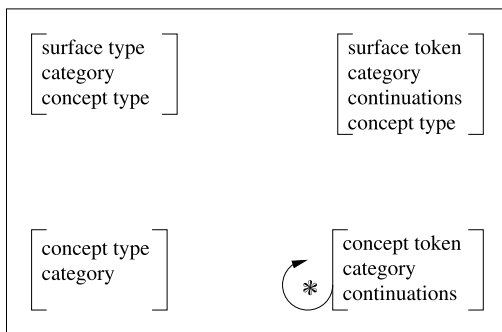 surface type
category
concept type
surface token
category
continuations
concept type
concept type
category
concept token
category
continuations
*